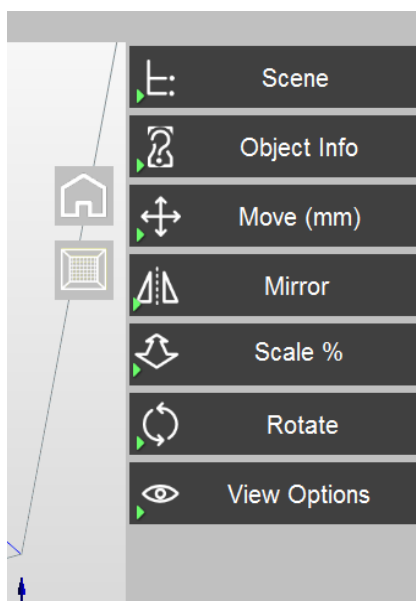 Scene
Object Info
Move (mm)
Mirror
Scale %
Rotate
View Options